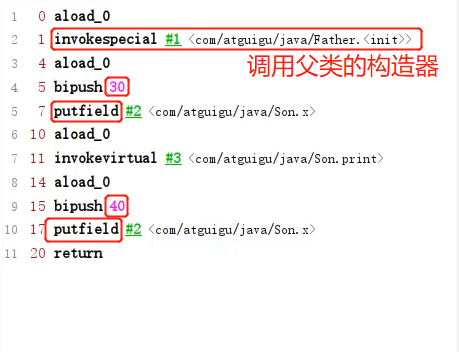 1 0 aload_0
2 1 invokespecial #1 <com/atguigu/java/Father.<init>>
3 4 aload_0
调用父类的构造器
4 5 bipush 30
5 7 putfield #2 <com/atguigu/java/Son.x>
6 10 aload_0
7 11 invokevirtual #3 <com/atguigu/java/Son.print>
8 14 aload_0
9 15 bipush 40
10 17 putfield #2 <com/atguigu/java/Son.x>
11 20 return